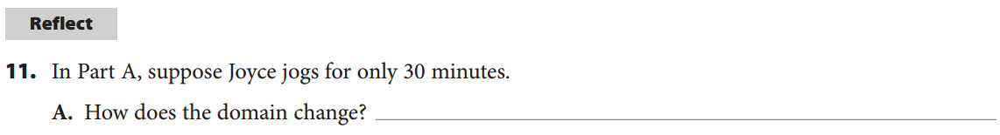 Reflect
11. In Part A, suppose Joyce jogs for only 30 minutes.
A. How does the domain change?